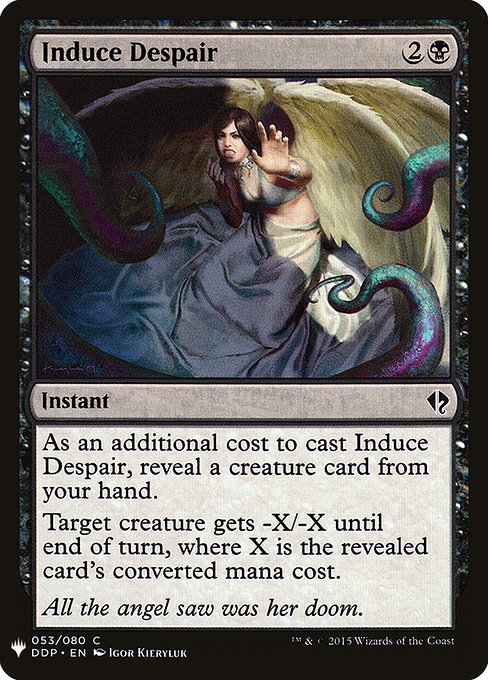 Induce Despair 2
Instant
As an additional cost to cast Induce
Despair, reveal a creature card from
your hand.
Target creature gets -X/-X until
end of turn, where X is the revealed
card's converted mana cost.
All the angel saw was her doom.
053/080 C
DDP • EN Igor Kieryluk
™ & © 2015 Wizards of the Coast